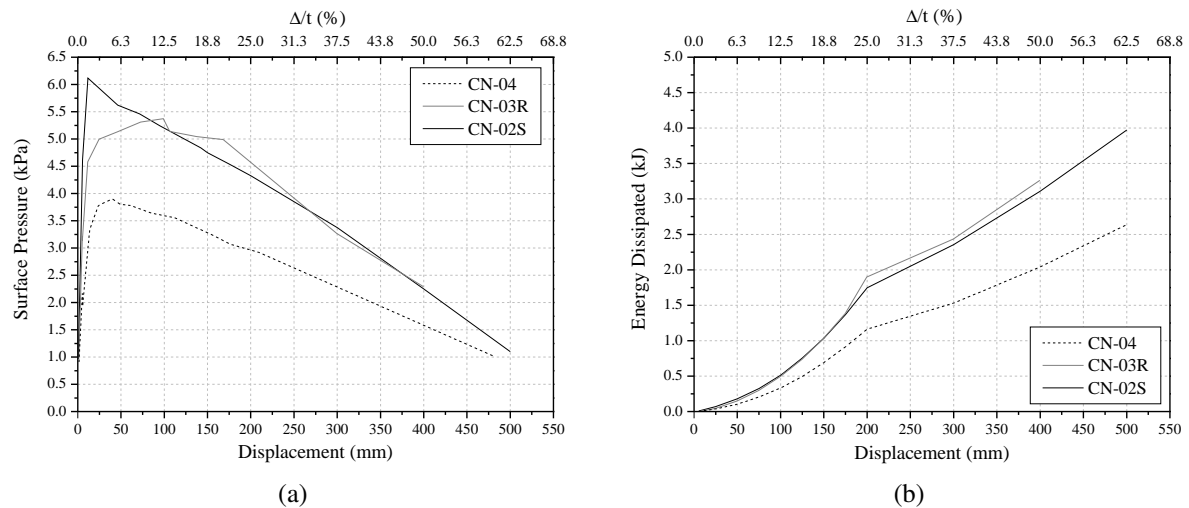 Δ/t (%)
0.0 6.3 12.5 18.8 25.0 31.3 37.5 43.8 50.0 56.3 62.5 68.8
6.5
6.0
5.5
5.0
4.5
4.0
3.5
3.0
2.5
2.0
1.5
1.0
0.5
0.0
Surface Pressure (kPa)
CN-04
CN-03R
CN-02S
0 50 100 150 200 250 300 350 400 450 500 550
Displacement (mm)
(a)
Δ/t (%)
0.0 6.3 12.5 18.8 25.0 31.3 37.5 43.8 50.0 56.3 62.5 68.8
5.0
4.5
4.0
3.5
3.0
2.5
2.0
1.5
1.0
0.5
0.0
Energy Dissipated (kJ)
CN-04
CN-03R
CN-02S
0 50 100 150 200 250 300 350 400 450 500 550
Displacement (mm)
(b)